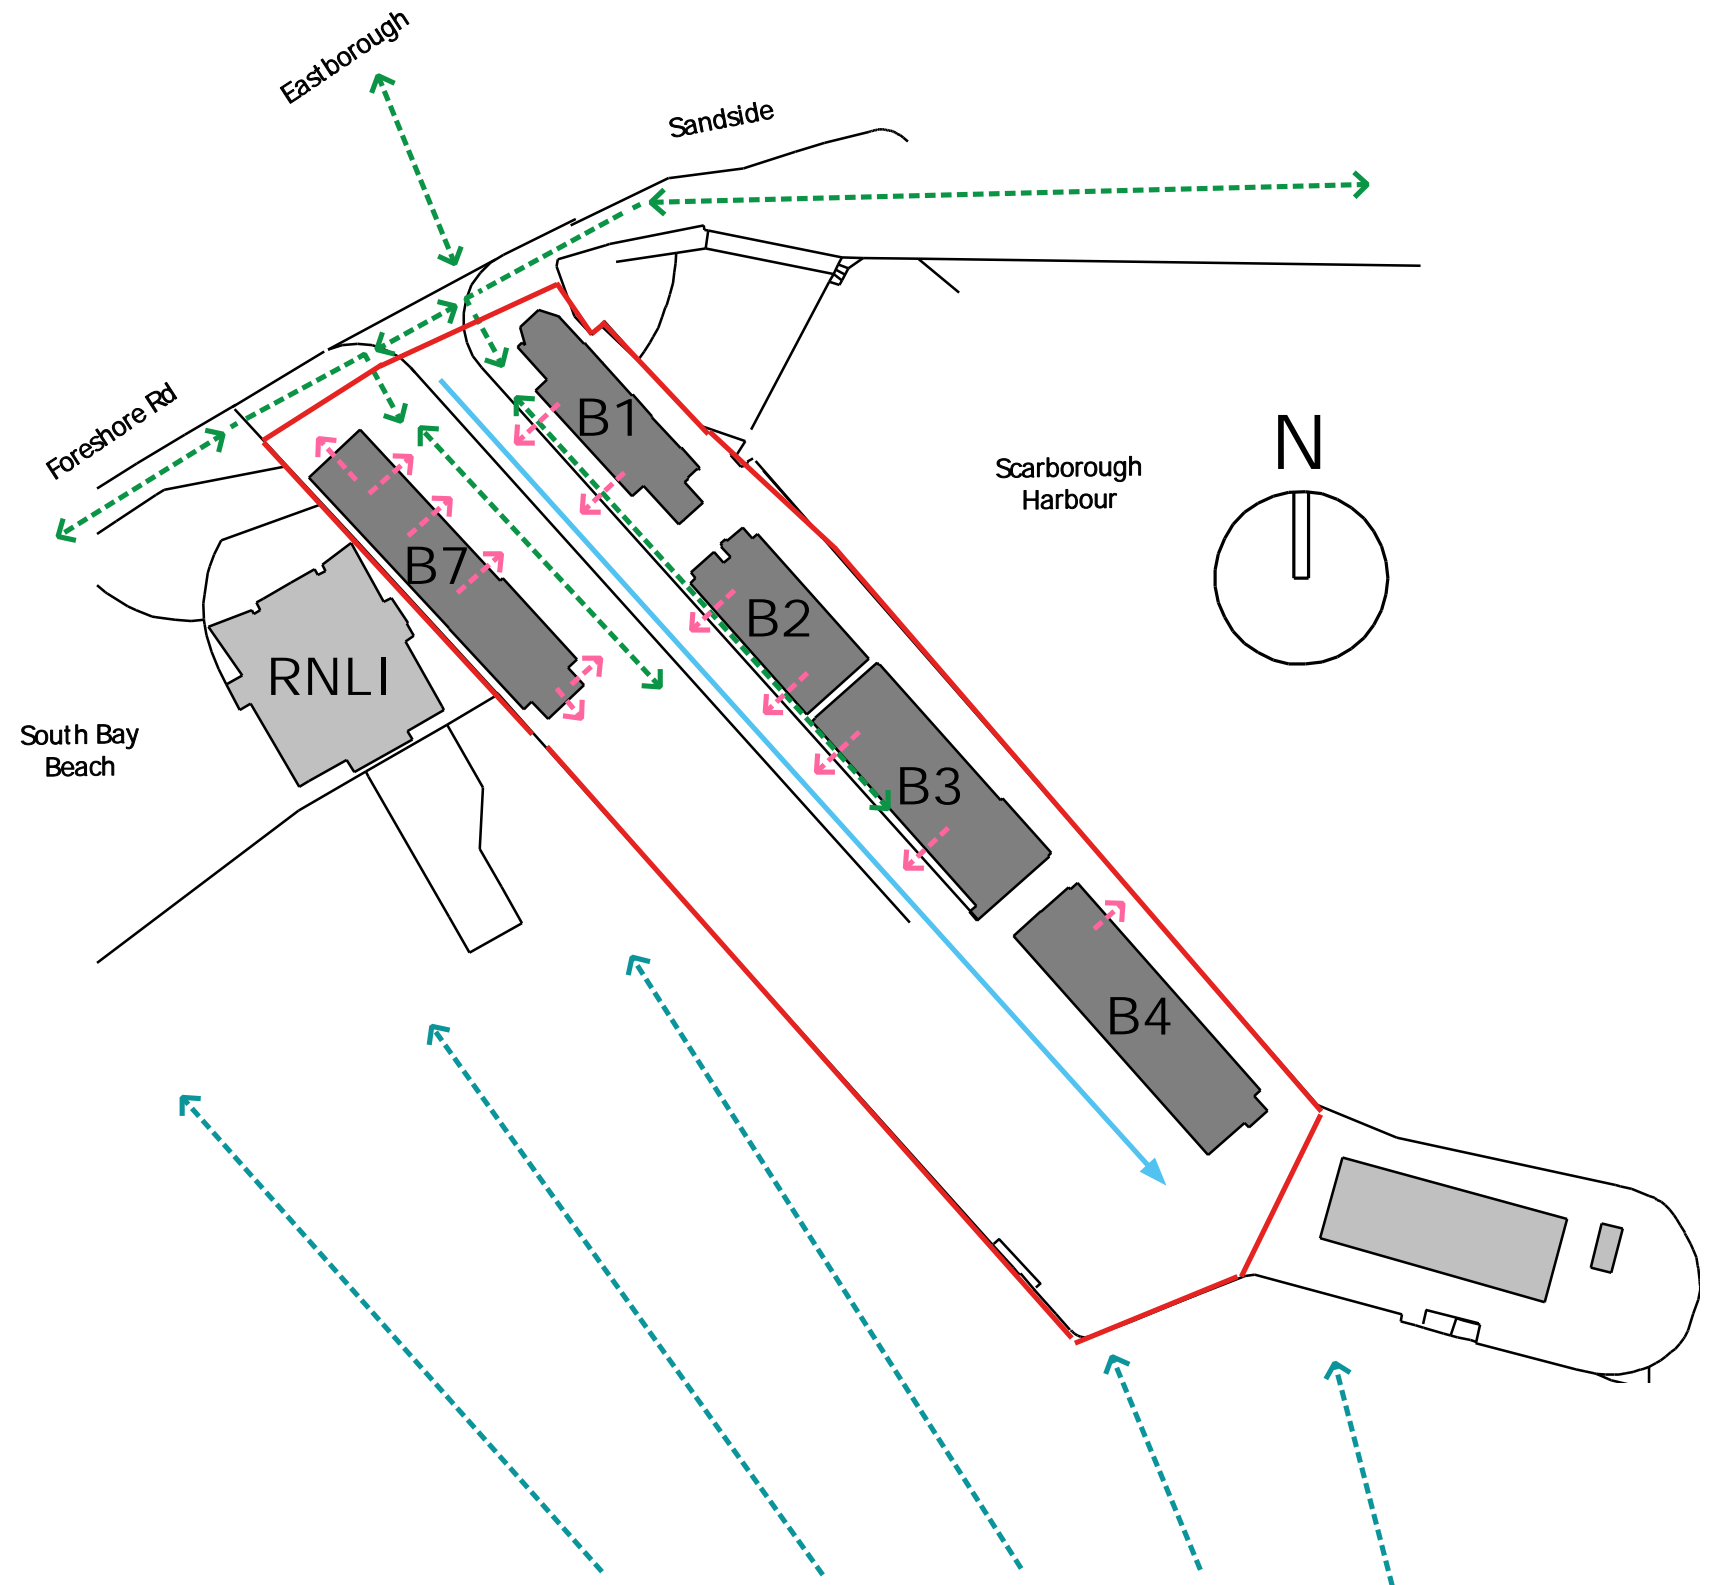 Eastborough
Sandside
Foreshore Rd
B1
N
Scarborough
Harbour
B7
B2
RNLI
South Bay
Beach
B3
B4